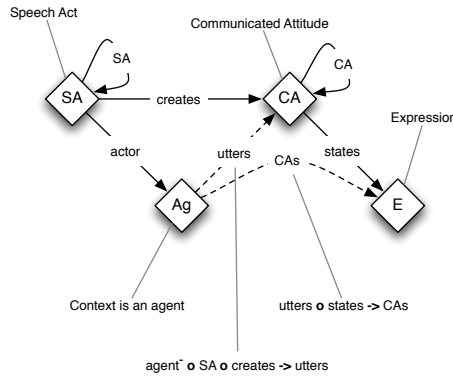 Speech Act
Communicated Attitude
SA
CA
SA
creates
CA
Expression
actor
utters
CAs
states
Ag
E
Context is an agent
utters o states -> CAs
agent⁻ o SA o creates -> utters